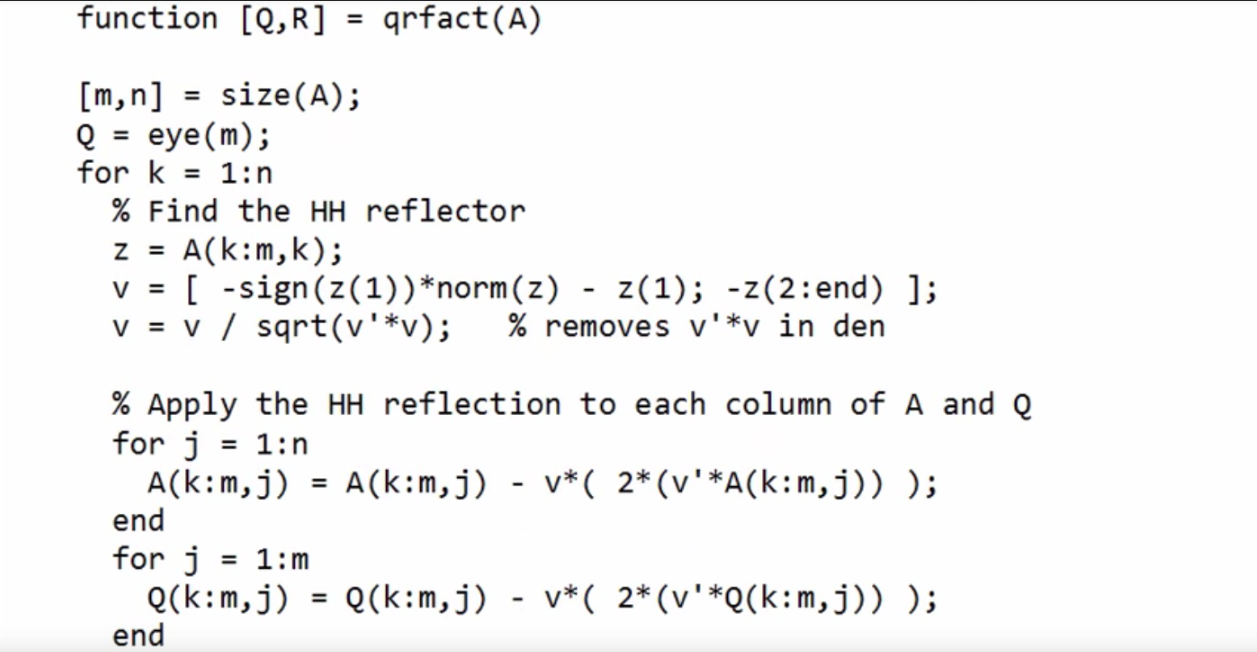 function [Q,R] = qrfact(A)
[m,n] = size(A);
Q = eye(m);
for k = 1:n
% Find the HH reflector
z = A(k:m,k);
v = [ -sign(z(1))*norm(z) - z(1); -z(2:end) ];
v = v / sqrt(v'*v); % removes v'*v in den
% Apply the HH reflection to each column of A and Q
for j = 1:n
A(k:m,j) = A(k:m,j) - v*( 2*(v'*A(k:m,j)) );
end
for j = 1:m
Q(k:m,j) = Q(k:m,j) - v*( 2*(v'*Q(k:m,j)) );
end